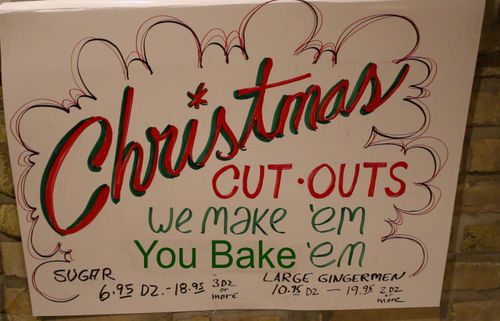 Christmas
CUT·OUTS
we make 'em
You Bake 'em
SUGAR
6.95 DZ.-18.95 3 DZ or more
LARGE GINGERMEN
10.95 DZ - 19.95 2 DZ or more